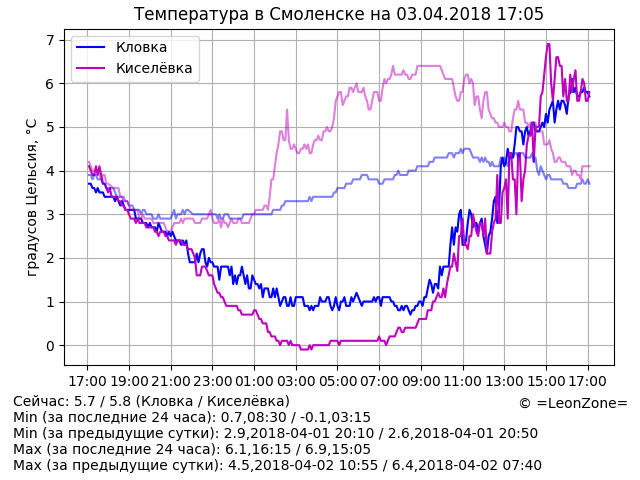 Температура в Смоленске на 03.04.2018 17:05
Кловка
Киселёвка
градусов Цельсия, °C
7
6
5
4
3
2
1
0
17:00 19:00 21:00 23:00 01:00 03:00 05:00 07:00 09:00 11:00 13:00 15:00 17:00
Сейчас: 5.7 / 5.8 (Кловка / Киселёвка)
© =LeonZone=
Min (за последние 24 часа): 0.7,08:30 / -0.1,03:15
Min (за предыдущие сутки): 2.9,2018-04-01 20:10 / 2.6,2018-04-01 20:50
Max (за последние 24 часа): 6.1,16:15 / 6.9,15:05
Max (за предыдущие сутки): 4.5,2018-04-02 10:55 / 6.4,2018-04-02 07:40